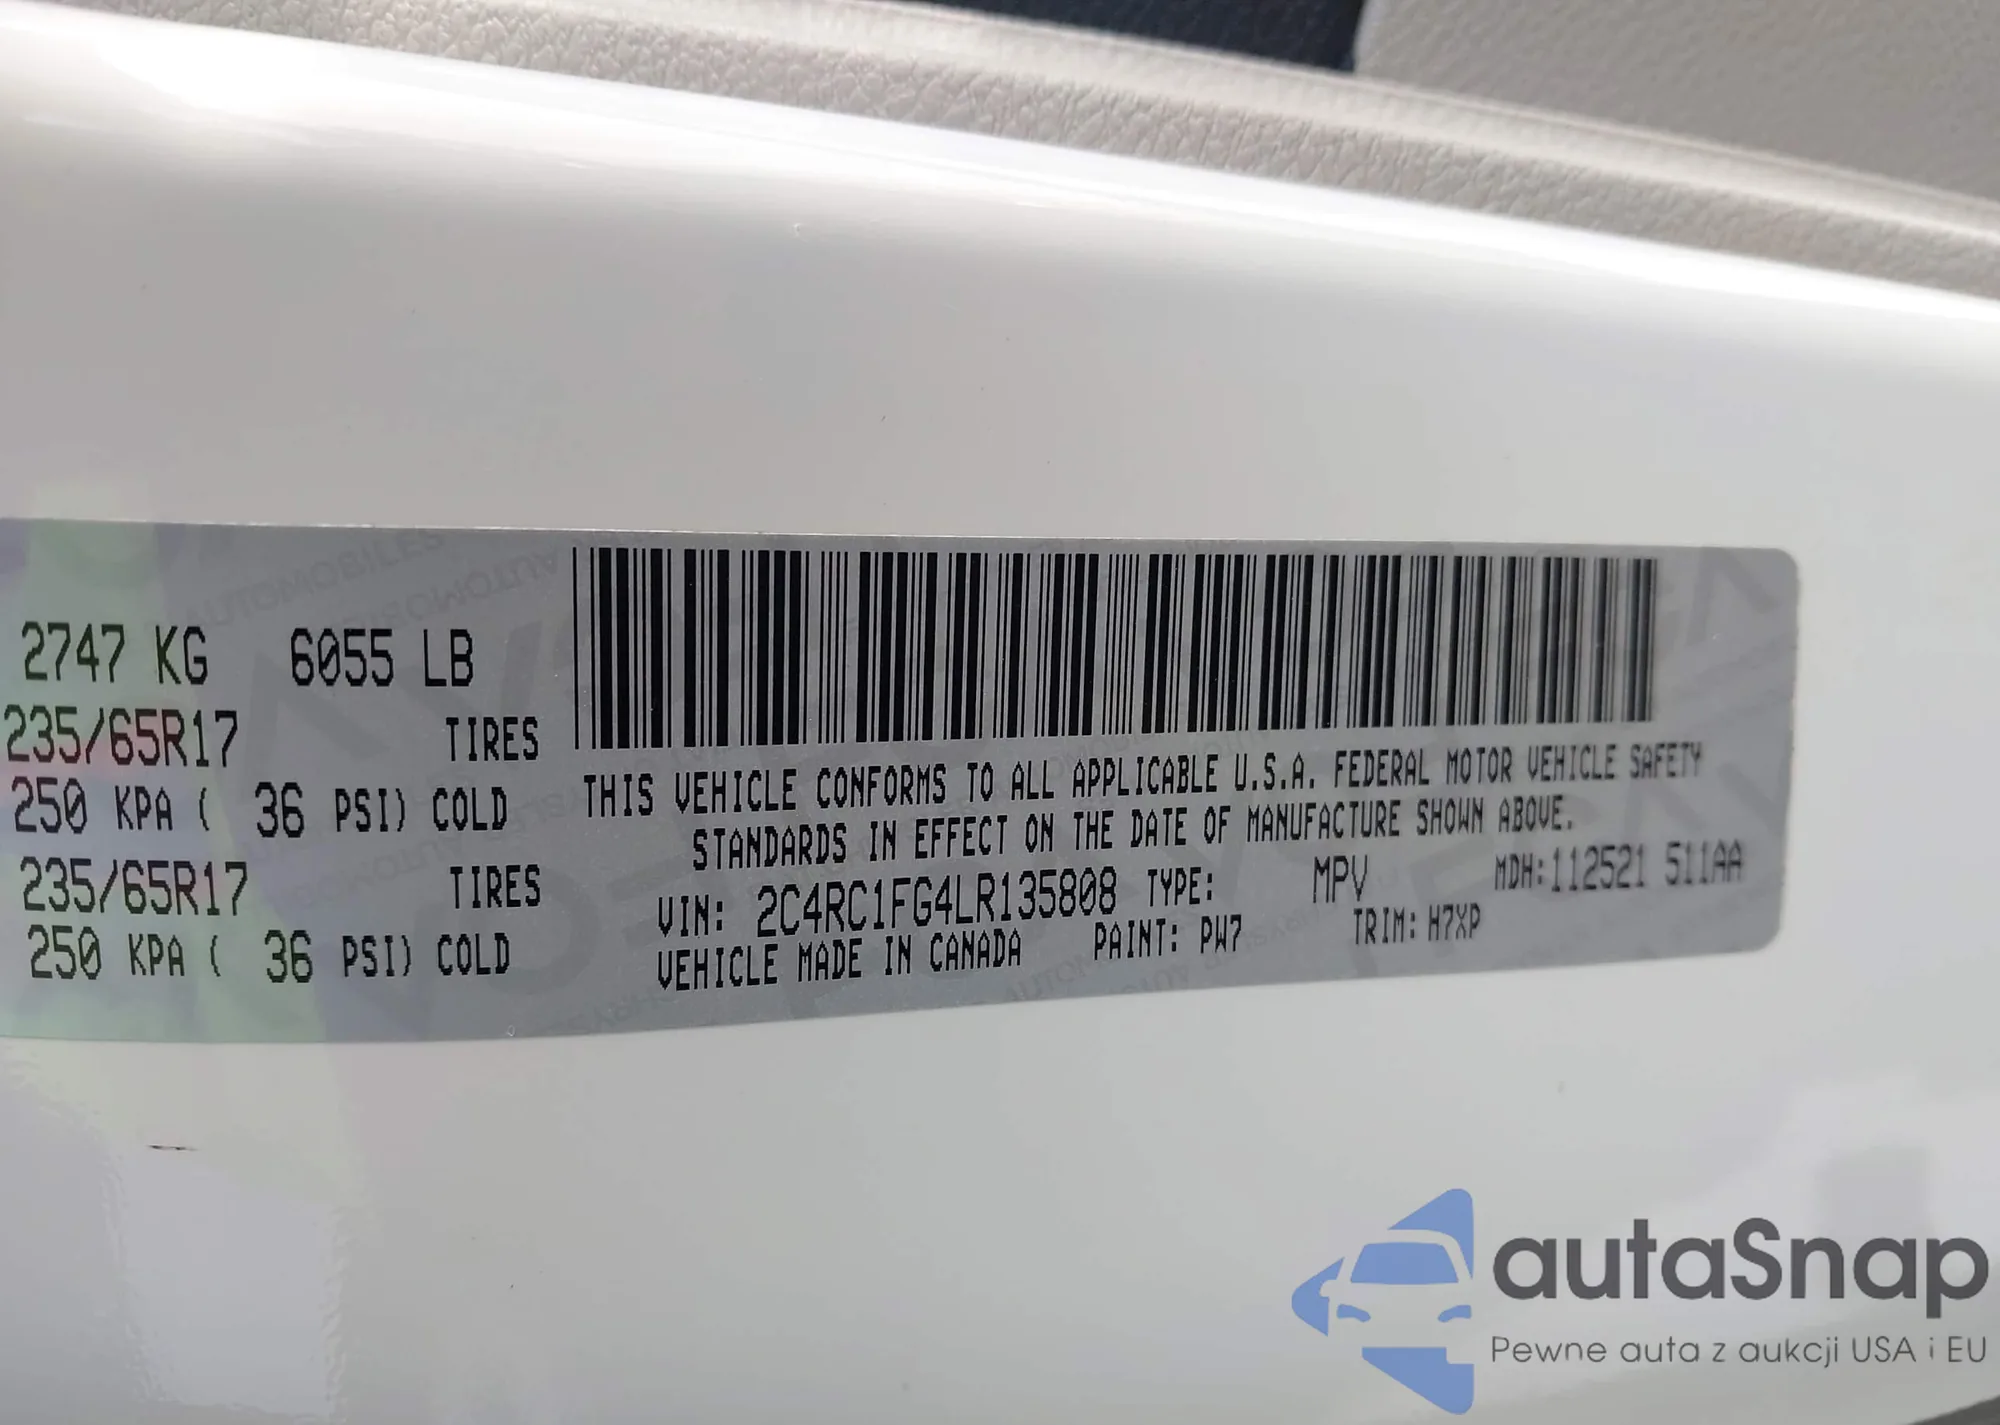 2747 KG 6055 LB
235/65R17 TIRES
250 KPA ( 36 PSI) COLD
235/65R17 TIRES
250 KPA ( 36 PSI) COLD
THIS VEHICLE CONFORMS TO ALL APPLICABLE U.S.A. FEDERAL MOTOR VEHICLE SAFETY
STANDARDS IN EFFECT ON THE DATE OF MANUFACTURE SHOWN ABOVE.
VIN: 2C4RC1FG4LR135808 TYPE: MPV MDH:112521 511AA
VEHICLE MADE IN CANADA PAINT: PW7 TRIM: H7XP
autaSnap
Pewne auta z aukcji USA i EU